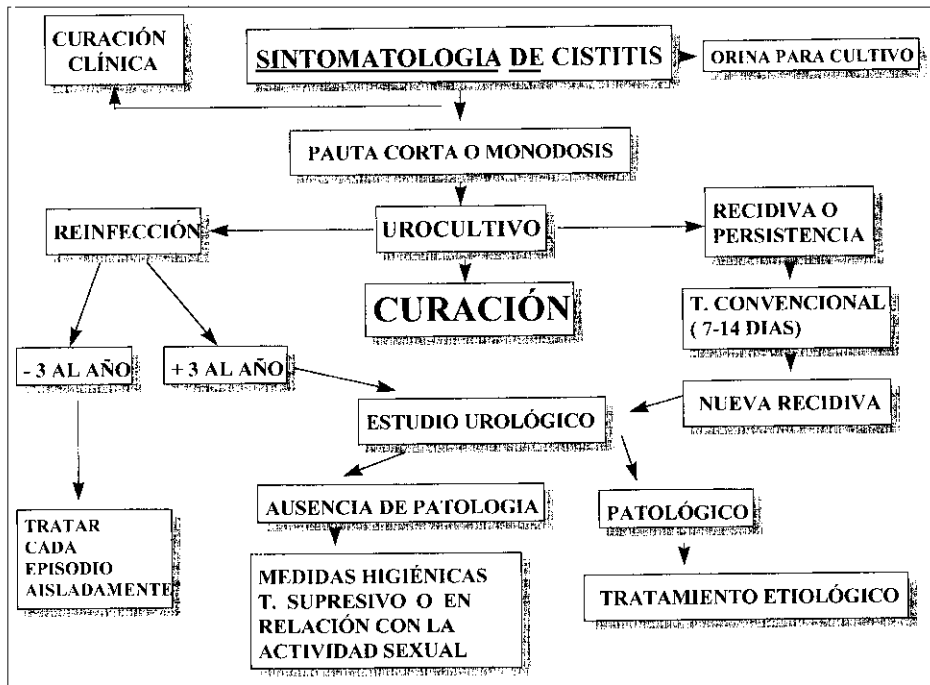 CURACIÓN
CLÍNICA
SINTOMATOLOGIA DE CISTITIS
ORINA PARA CULTIVO
PAUTA CORTA O MONODOSIS
REINFECCIÓN
UROCULTIVO
RECIDIVA O
PERSISTENCIA
CURACIÓN
T. CONVENCIONAL
( 7-14 DIAS)
- 3 AL AÑO
+ 3 AL AÑO
ESTUDIO UROLÓGICO
NUEVA RECIDIVA
AUSENCIA DE PATOLOGIA
PATOLÓGICO
TRATAR
CADA
EPISODIO
AISLADAMENTE
MEDIDAS HIGIÉNICAS
T. SUPRESIVO O EN
RELACIÓN CON LA
ACTIVIDAD SEXUAL
TRATAMIENTO ETIOLÓGICO